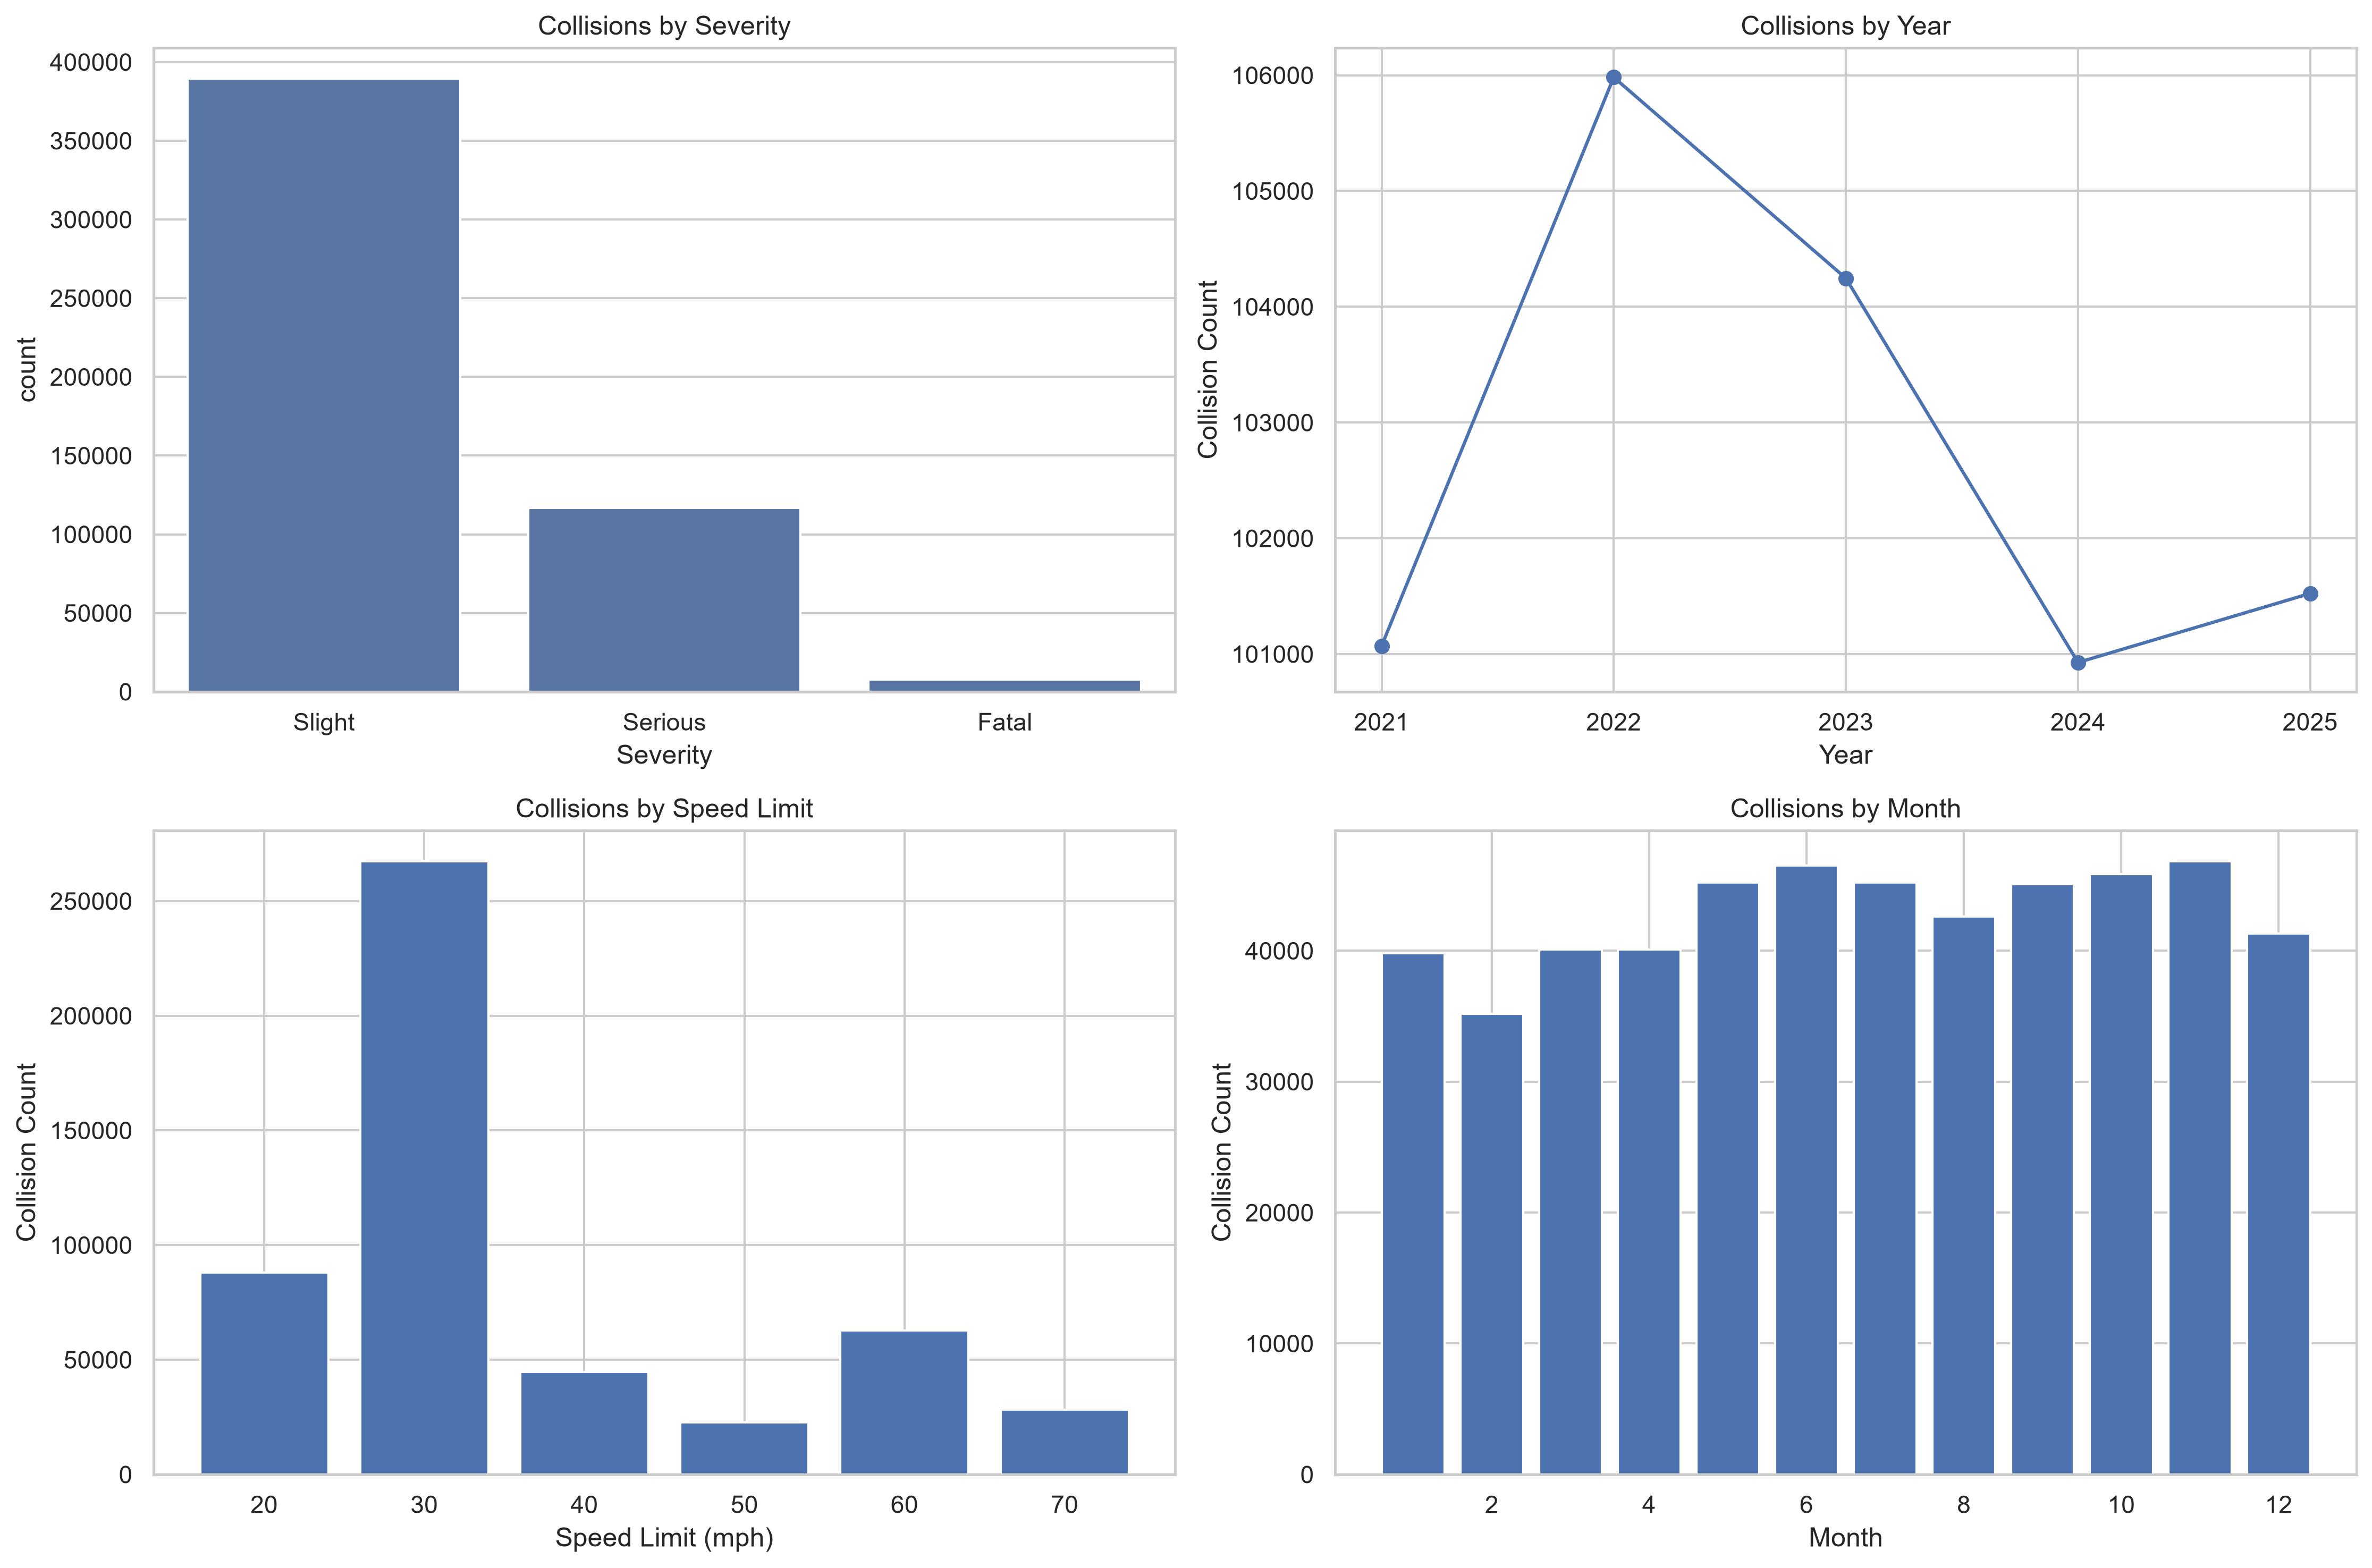 Collisions by Severity
400000
350000
300000
250000
200000
150000
100000
50000
0
count
Slight Serious Fatal
Severity
Collisions by Year
106000
105000
104000
103000
102000
101000
Collision Count
2021 2022 2023 2024 2025
Year
Collisions by Speed Limit
250000
200000
150000
100000
50000
0
Collision Count
20 30 40 50 60 70
Speed Limit (mph)
Collisions by Month
40000
30000
20000
10000
0
Collision Count
2 4 6 8 10 12
Month